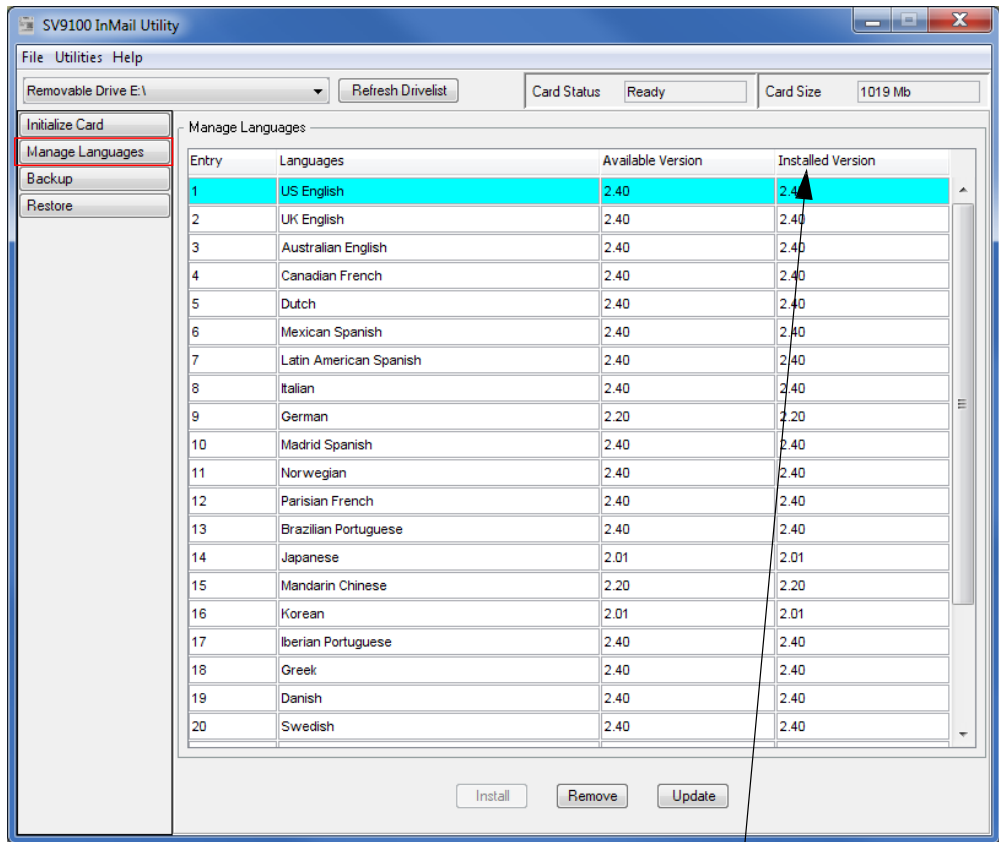 SV9100 InMail Utility
File Utilities Help
Removable Drive E:\ Refresh Drivelist Card Status Ready Card Size 1019 Mb
Initialize Card
Manage Languages
Backup
Restore
Manage Languages
Entry Languages Available Version Installed Version
1 US English 2.40 2.40
2 UK English 2.40 2.40
3 Australian English 2.40 2.40
4 Canadian French 2.40 2.40
5 Dutch 2.40 2.40
6 Mexican Spanish 2.40 2.40
7 Latin American Spanish 2.40 2.40
8 Italian 2.40 2.40
9 German 2.20 2.20
10 Madrid Spanish 2.40 2.40
11 Norwegian 2.40 2.40
12 Parisian French 2.40 2.40
13 Brazilian Portuguese 2.40 2.40
14 Japanese 2.01 2.01
15 Mandarin Chinese 2.20 2.20
16 Korean 2.01 2.01
17 Iberian Portuguese 2.40 2.40
18 Greek 2.40 2.40
19 Danish 2.40 2.40
20 Swedish 2.40 2.40
Install Remove Update